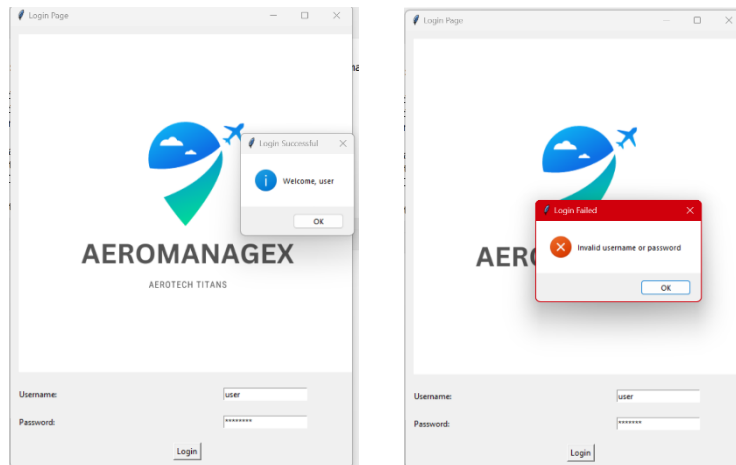 Login Page
Login Successful
Welcome, user
OK
AEROMANAGEX
AEROTECH TITANS
Username:
user
Password:
********
Login
Login Page
Login Failed
Invalid username or password
OK
AER
Username:
user
Password:
*******
Login